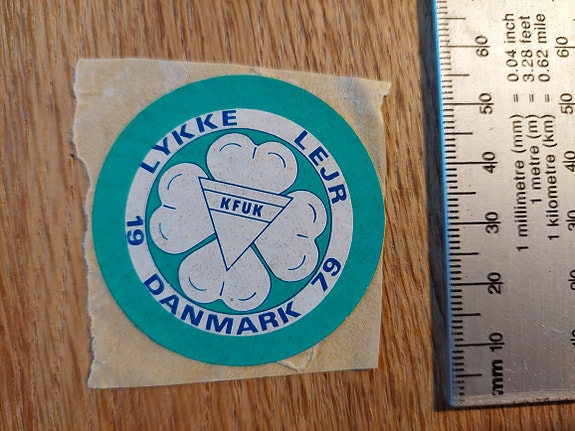 LYKKE LEJR
19 79
DANMARK
KFUK
1 millimetre (mm) = 0.04 inch
1 metre (m) = 3.28 feet
1 kilometre (km) = 0.62 mile
mm 10 20 30 40 50 60